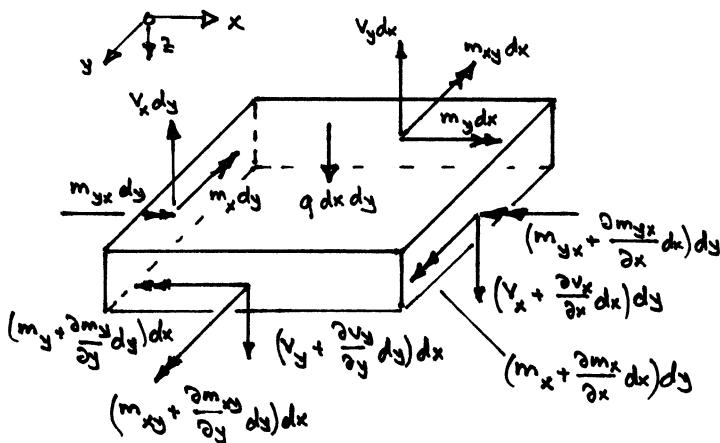 x
y
z
V_y dx
m_xy dx
m_y dx
V_x dy
m_yx dy
m_x dy
q dx dy
(m_yx + ∂m_yx/∂x dx) dy
(V_x + ∂V_x/∂x dx) dy
(m_x + ∂m_x/∂x dx) dy
(m_y + ∂m_y/∂y dy) dx
(V_y + ∂V_y/∂y dy) dx
(m_xy + ∂m_xy/∂y dy) dx